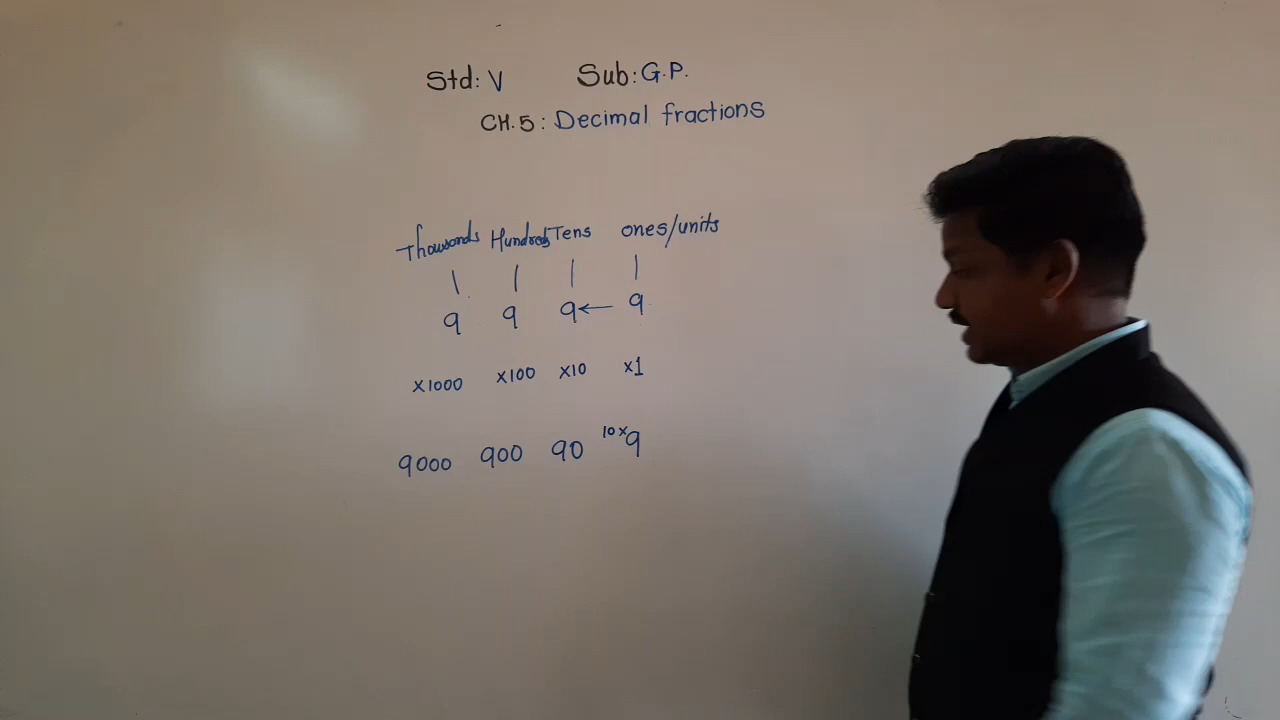 Std: V Sub: G.P.
CH.5: Decimal fractions
Thousands Hundreds Tens ones/units
9 9 9 ← 9
×1000 ×100 ×10 ×1
9000 900 90 10× 9